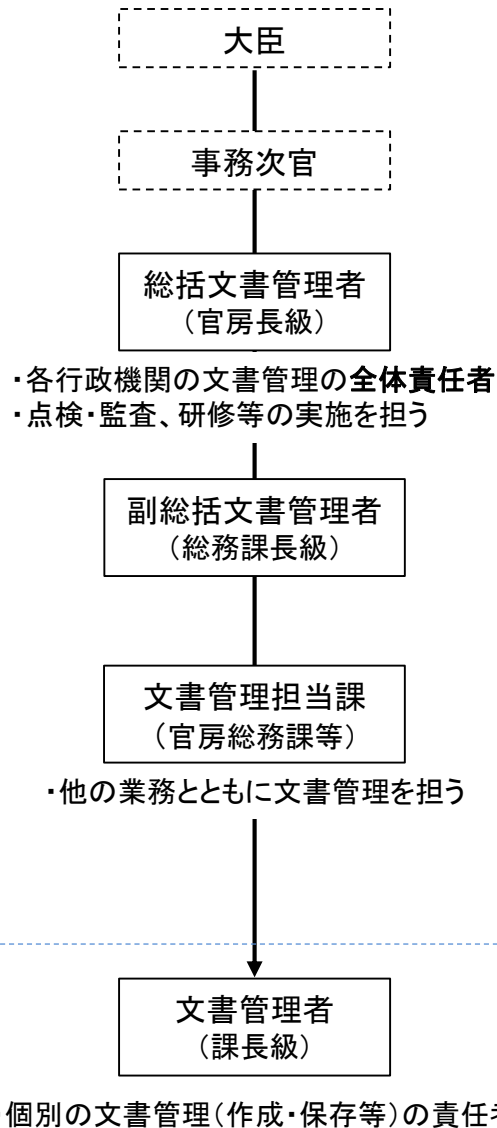 大臣
事務次官
総括文書管理者
（官房長級）
・各行政機関の文書管理の全体責任者
・点検・監査、研修等の実施を担う
副総括文書管理者
（総務課長級）
文書管理担当課
（官房総務課等）
・他の業務とともに文書管理を担う
文書管理者
（課長級）
個別の文書管理（作成・保存等）の責任者